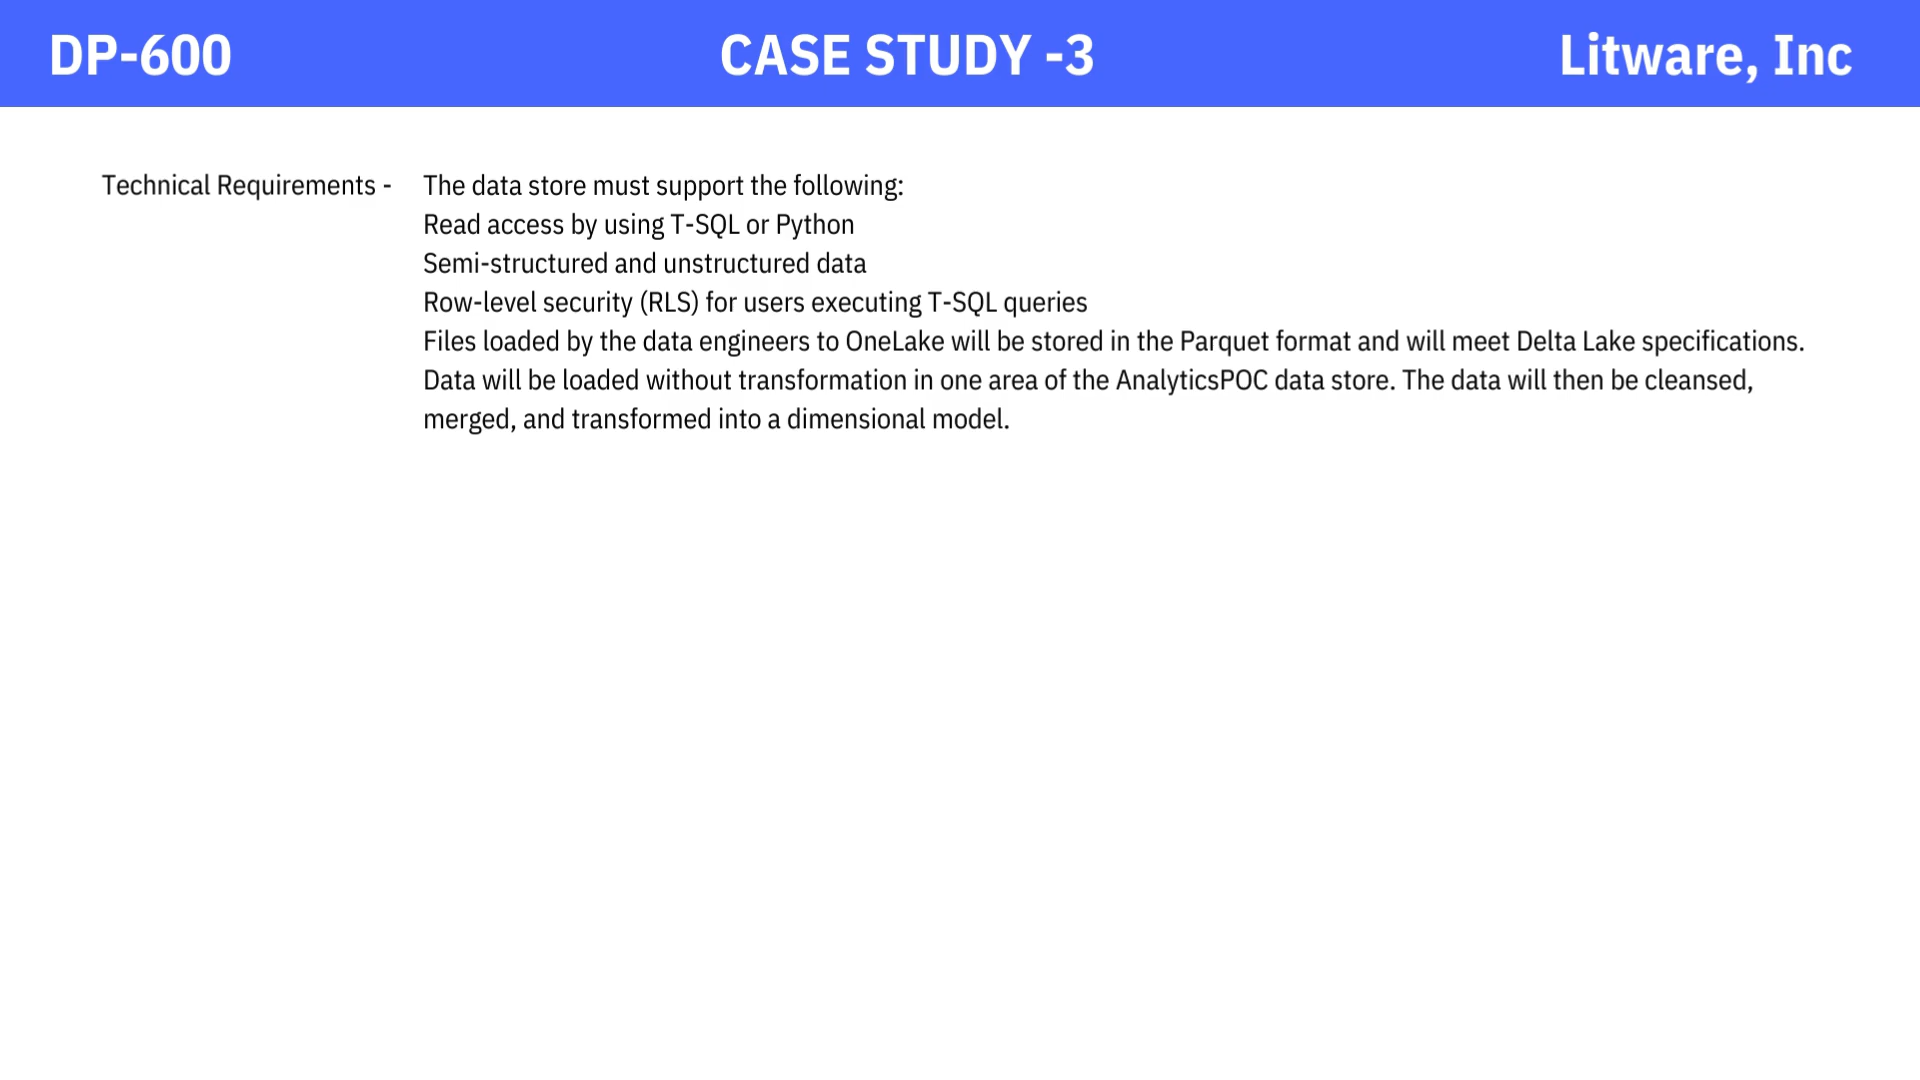 DP-600
CASE STUDY -3
Litware, Inc
Technical Requirements -
The data store must support the following:
Read access by using T-SQL or Python
Semi-structured and unstructured data
Row-level security (RLS) for users executing T-SQL queries
Files loaded by the data engineers to OneLake will be stored in the Parquet format and will meet Delta Lake specifications.
Data will be loaded without transformation in one area of the AnalyticsPOC data store. The data will then be cleansed,
merged, and transformed into a dimensional model.